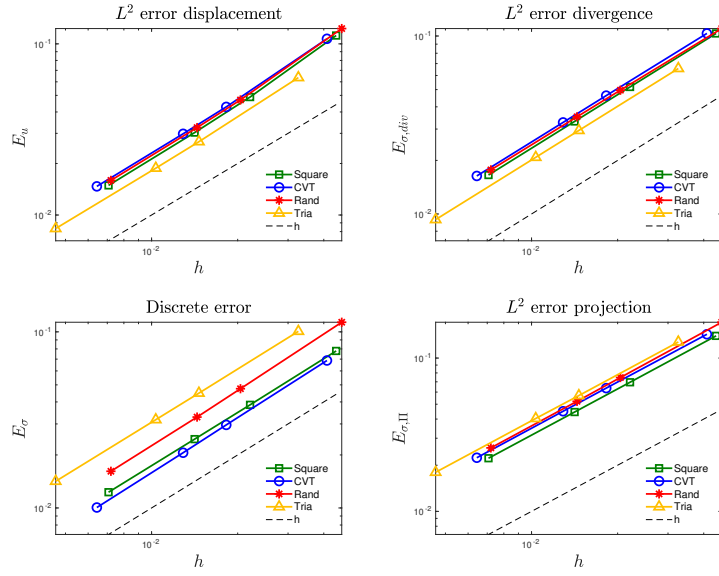 L² error displacement
10⁻¹
E_u
10⁻²
Square
CVT
Rand
Tria
h
10⁻²
h
L² error divergence
10⁻¹
E_σ,div
10⁻²
Square
CVT
Rand
Tria
h
10⁻²
h
Discrete error
10⁻¹
E_σ
10⁻²
Square
CVT
Rand
Tria
h
10⁻²
h
L² error projection
10⁻¹
E_σ,Π
10⁻²
Square
CVT
Rand
Tria
h
10⁻²
h